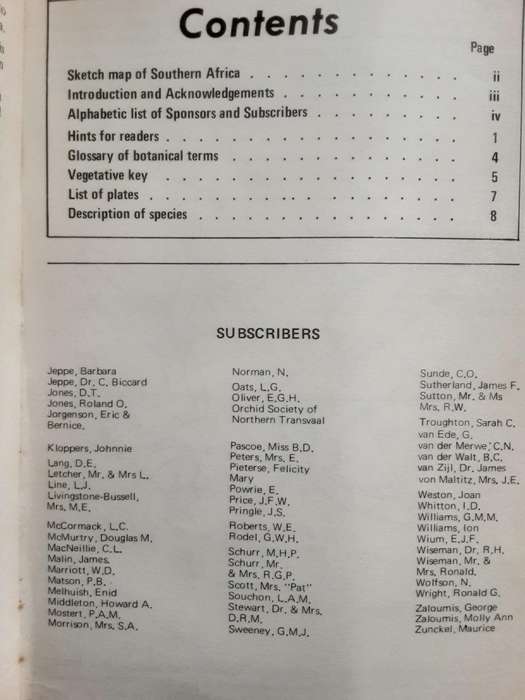 Contents
Page
Sketch map of Southern Africa . . . . . . . . . . . . . ii
Introduction and Acknowledgements . . . . . . . . . . . iii
Alphabetic list of Sponsors and Subscribers . . . . . . . . iv
Hints for readers . . . . . . . . . . . . . . . . . 1
Glossary of botanical terms . . . . . . . . . . . . . 4
Vegetative key . . . . . . . . . . . . . . . . . 5
List of plates . . . . . . . . . . . . . . . . . . 7
Description of species . . . . . . . . . . . . . . . 8
SUBSCRIBERS
Jeppe, Barbara
Jeppe, Dr. C. Biccard
Jones, D.T.
Jones, Roland O.
Jorgenson, Eric &
Bernice.
Kloppers, Johnnie
Lang, D.E.
Letcher, Mr. & Mrs L.
Line, L.J.
Livingstone-Bussell,
Mrs. M.E.
McCormack, L.C.
McMurtry, Douglas M.
MacNeillie, C.L.
Malin, James.
Marriott, W.D.
Matson, P.B.
Melhuish, Enid
Middleton, Howard A.
Mostert, P.A.M.
Morrison, Mrs. S.A.
Norman, N.
Oats, L.G.
Oliver, E.G.H.
Orchid Society of
Northern Transvaal
Pascoe, Miss B.D.
Peters, Mrs. E.
Pieterse, Felicity
Mary
Powrie, E.
Price, J.F.W.
Pringle, J.S.
Roberts, W.E.
Rodel, G.W.H.
Schurr, M.H.P.
Schurr, Mr.
& Mrs. R.G.P.
Scott, Mrs. "Pat"
Souchon, L.A.M.
Stewart, Dr. & Mrs.
D.R.M.
Sweeney, G.M.J.
Sunde, C.O.
Sutherland, James F.
Sutton, Mr. & Ms
Mrs. R.W.
Troughton, Sarah C.
van Ede, G.
van der Merwe, C.N.
van der Walt, B.C.
van Zijl, Dr. James
von Maltitz, Mrs. J.E.
Weston, Joan
Whitton, I.D.
Williams, G.M.M.
Williams, Ion
Wium, E.J.F.
Wiseman, Dr. R.H.
Wiseman, Mr. &
Mrs. Ronald.
Wolfson, N.
Wright, Ronald G.
Zaloumis, George
Zaloumis, Molly Ann
Zunckel, Maurice